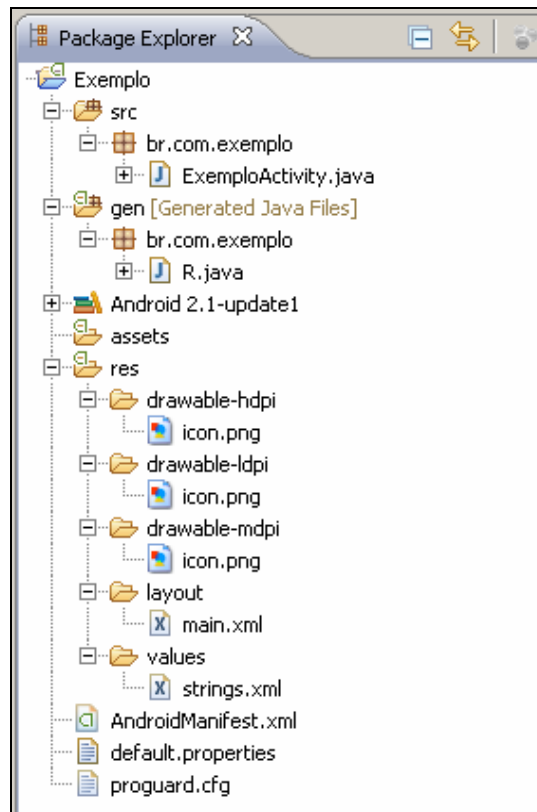 Package Explorer
Exemplo
src
br.com.exemplo
ExemploActivity.java
gen [Generated Java Files]
br.com.exemplo
R.java
Android 2.1-update1
assets
res
drawable-hdpi
icon.png
drawable-ldpi
icon.png
drawable-mdpi
icon.png
layout
main.xml
values
strings.xml
AndroidManifest.xml
default.properties
proguard.cfg